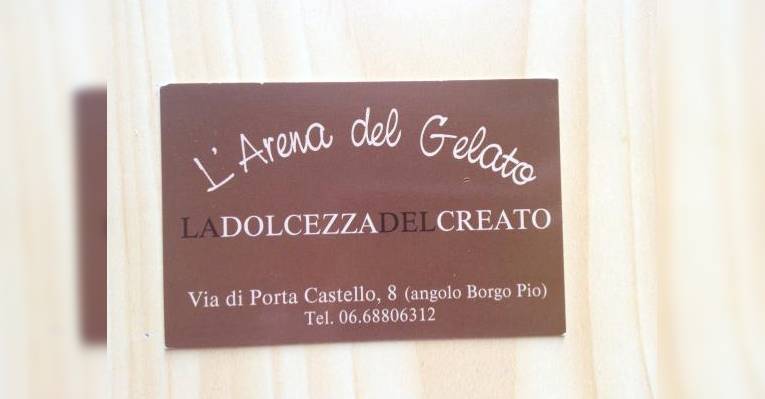 L'Arena del Gelato
LADOLCEZZADELCREATO
Via di Porta Castello, 8 (angolo Borgo Pio)
Tel. 06.68806312